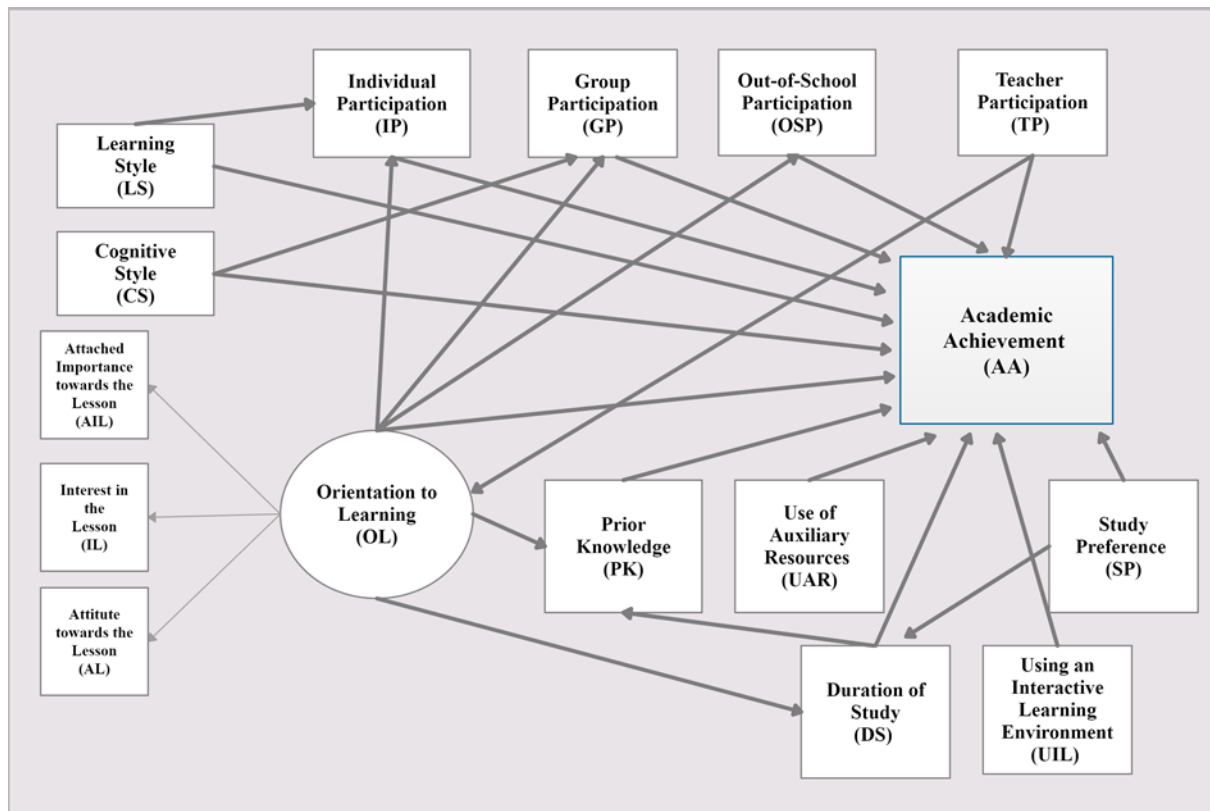 Individual
Participation
(IP)
Group
Participation
(GP)
Out-of-School
Participation
(OSP)
Teacher
Participation
(TP)
Learning
Style
(LS)
Cognitive
Style
(CS)
Academic
Achievement
(AA)
Attached
Importance
towards the
Lesson
(AIL)
Interest in
the
Lesson
(IL)
Attitute
towards the
Lesson
(AL)
Orientation to
Learning
(OL)
Prior
Knowledge
(PK)
Use of
Auxiliary
Resources
(UAR)
Study
Preference
(SP)
Duration of
Study
(DS)
Using an
Interactive
Learning
Environment
(UIL)